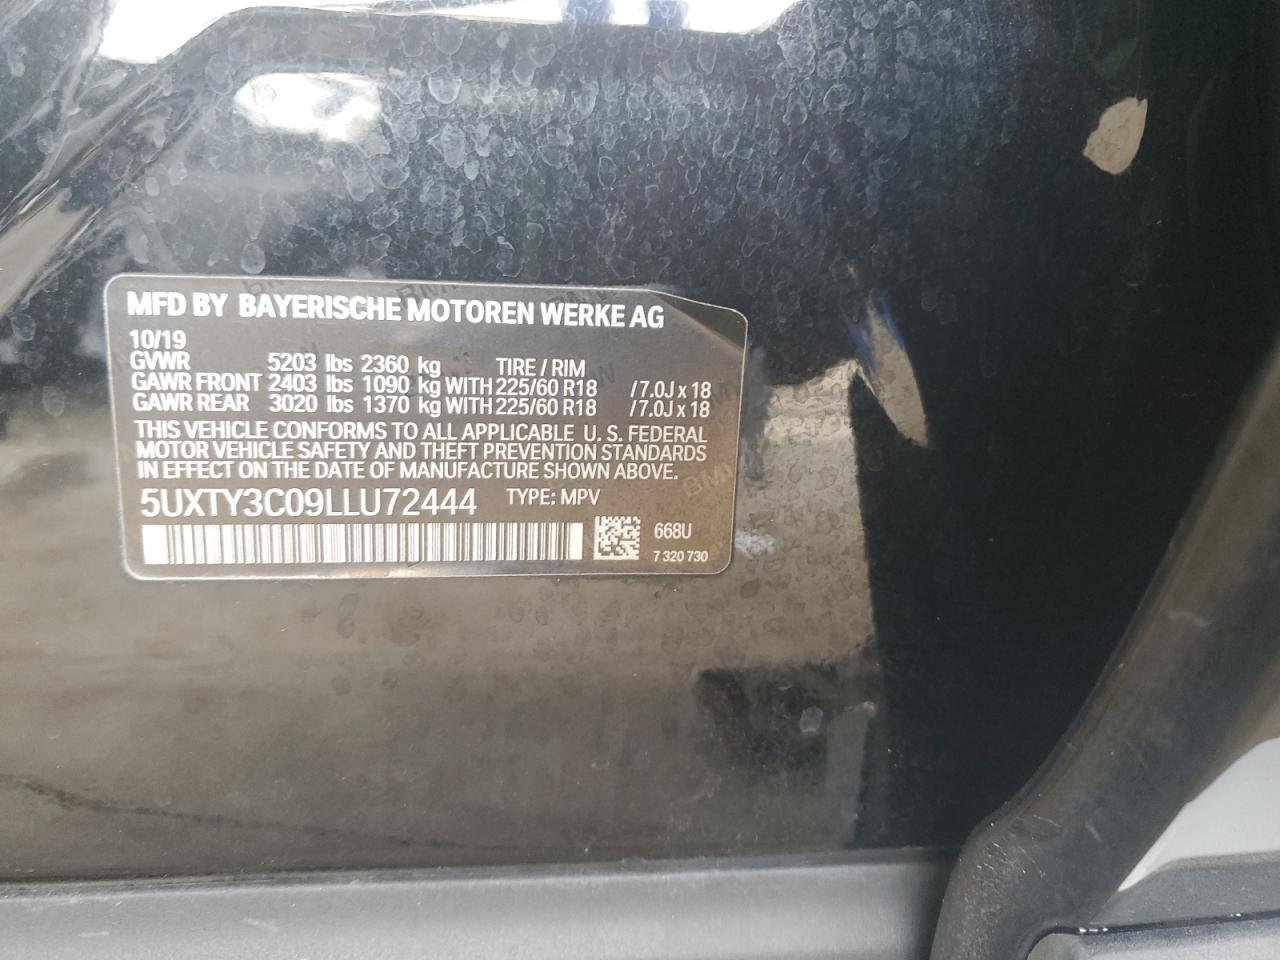 MFD BY BAYERISCHE MOTOREN WERKE AG
10/19
GVWR 5203 lbs 2360 kg TIRE / RIM
GAWR FRONT 2403 lbs 1090 kg WITH 225/60 R18 /7.0J x 18
GAWR REAR 3020 lbs 1370 kg WITH 225/60 R18 /7.0J x 18
THIS VEHICLE CONFORMS TO ALL APPLICABLE U. S. FEDERAL
MOTOR VEHICLE SAFETY AND THEFT PREVENTION STANDARDS
IN EFFECT ON THE DATE OF MANUFACTURE SHOWN ABOVE.
5UXTY3C09LLU72444 TYPE: MPV
668U
7 320 730